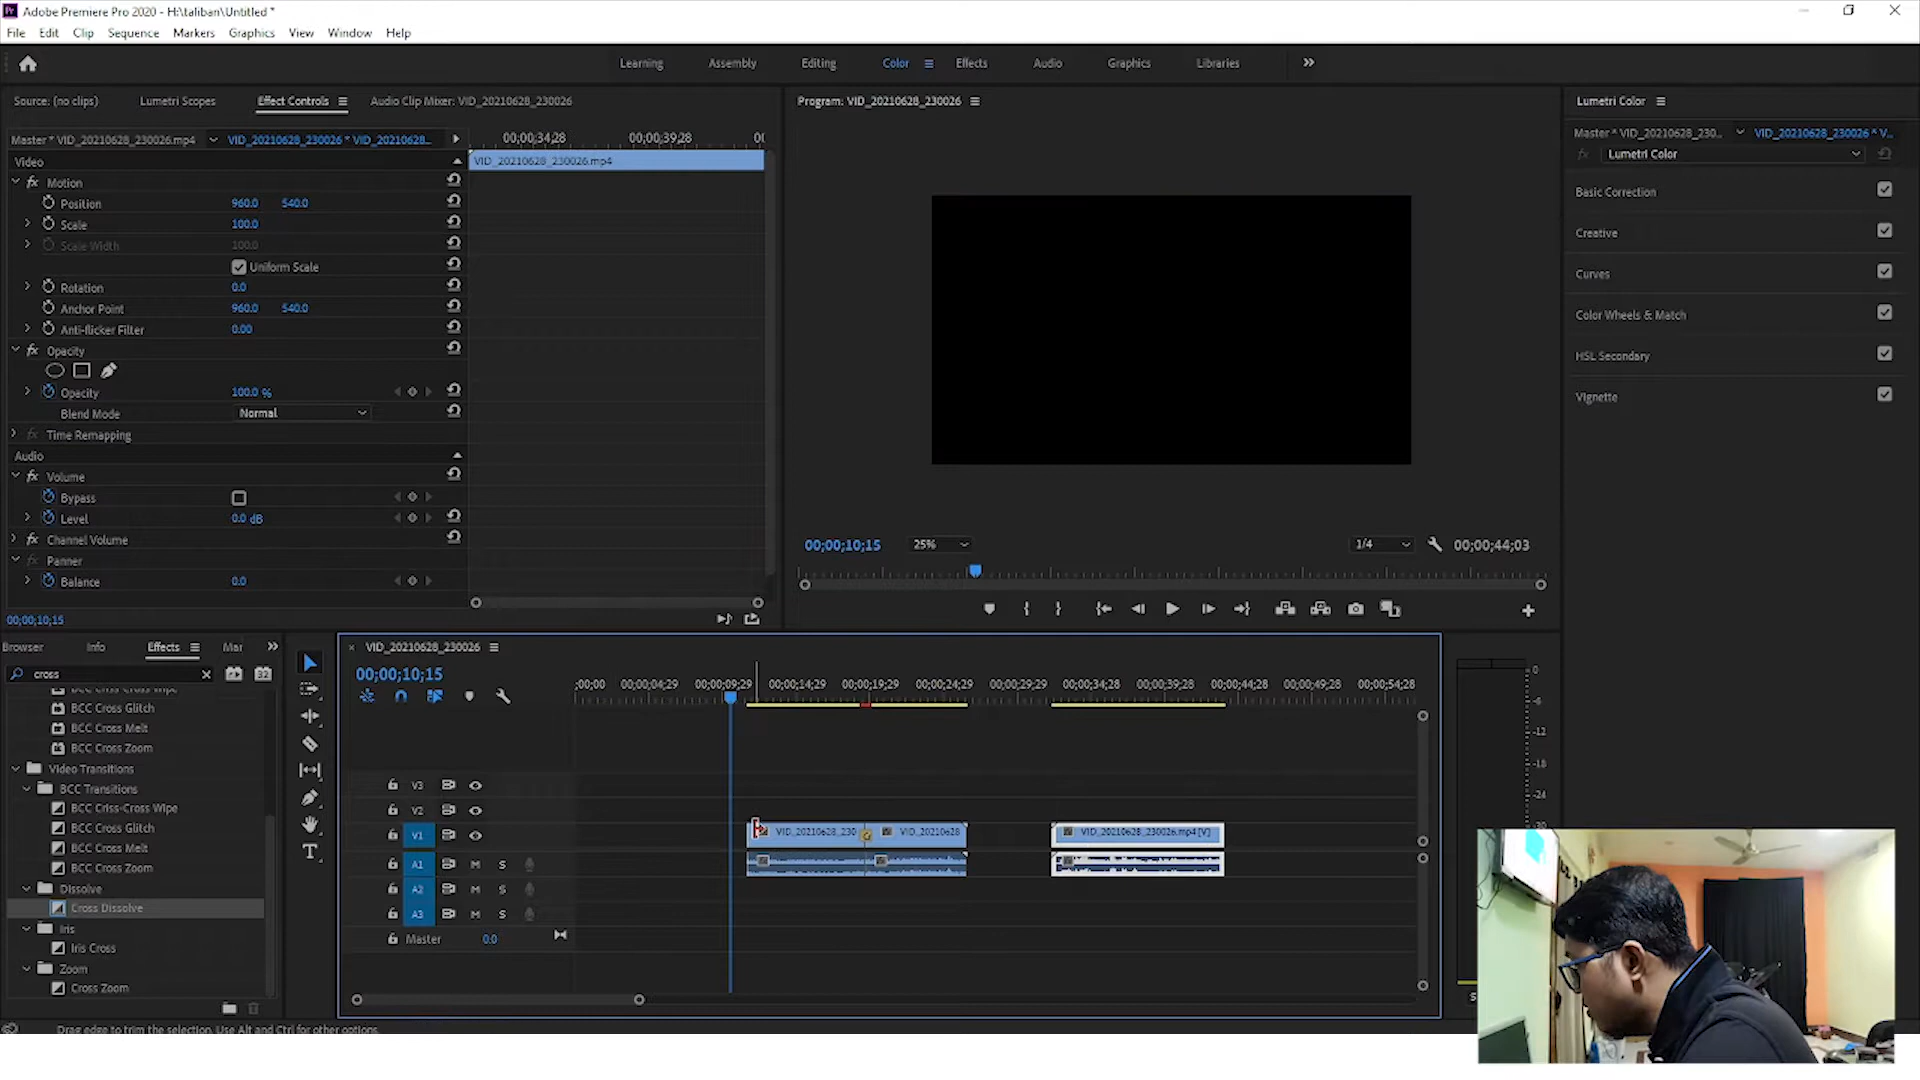 Adobe Premiere Pro 2020 - H:\taliban\Untitled *
File Edit Clip Sequence Markers Graphics View Window Help
Learning Assembly Editing Color Effects Audio Graphics Libraries
Source: (no clips) Lumetri Scopes Effect Controls Audio Clip Mixer: VID_20210628_230026
Program: VID_20210628_230026
Lumetri Color
Master * VID_20210628_230026.mp4 VID_20210628_230026 * VID_20210628...
00;00;34;28 00;00;39;28 00
Master * VID_20210628_230... VID_20210628_230026 * V...
Lumetri Color
Video
VID_20210628_230026.mp4
Motion
Position 960.0 540.0
Scale 100.0
Scale Width 100.0
Uniform Scale
Rotation 0.0
Anchor Point 960.0 540.0
Anti-flicker Filter 0.00
Opacity
Opacity 100.0 %
Blend Mode Normal
Time Remapping
Audio
Volume
Bypass
Level 0.0 dB
Channel Volume
Panner
Balance 0.0
00;00;10;15
Basic Correction
Creative
Curves
Color Wheels & Match
HSL Secondary
Vignette
00;00;10;15 25% 1/4 00;00;44;03
Browser Info Effects Mar
cross
BCC Cross Glitch
BCC Cross Melt
BCC Cross Zoom
Video Transitions
BCC Transitions
BCC Criss-Cross Wipe
BCC Cross Glitch
BCC Cross Melt
BCC Cross Zoom
Dissolve
Cross Dissolve
Iris
Iris Cross
Zoom
Cross Zoom
VID_20210628_230026
00;00;10;15
;00;00 00;00;04;29 00;00;09;29 00;00;14;29 00;00;19;29 00;00;24;29 00;00;29;29 00;00;34;28 00;00;39;28 00;00;44;28 00;00;49;28 00;00;54;28
V3
V2
V1 VID_20210628_230 VID_20210628 VID_20210628_230026.mp4 [V]
A1 M S
A2 M S
A3 M S
Master 0.0
0
-6
-12
-18
-24
S
Drag edge to trim the selection. Use Alt and Ctrl for other options.